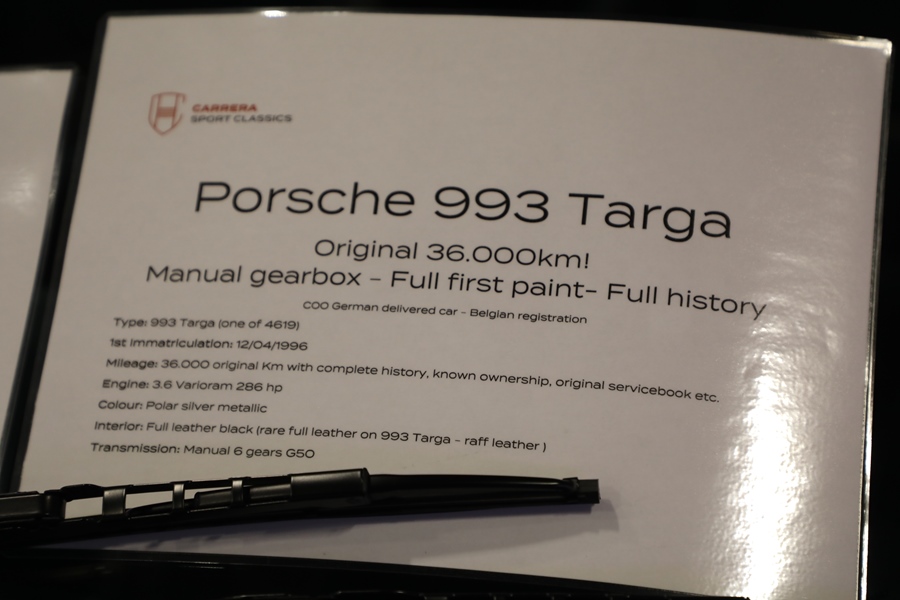 CARRERA
SPORT CLASSICS
Porsche 993 Targa
Original 36.000km!
Manual gearbox - Full first paint- Full history
COO German delivered car - Belgian registration
Type: 993 Targa (one of 4619)
1st immatriculation: 12/04/1996
Mileage: 36.000 original Km with complete history, known ownership, original servicebook etc.
Engine: 3.6 Varioram 286 hp
Colour: Polar silver metallic
Interior: Full leather black (rare full leather on 993 Targa - raff leather )
Transmission: Manual 6 gears G50